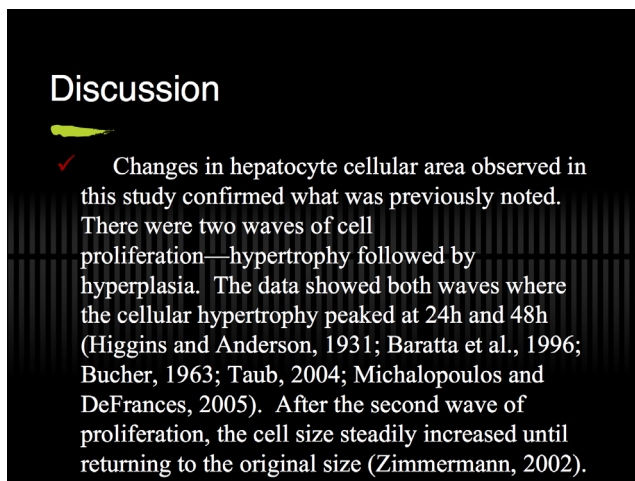 Discussion
Changes in hepatocyte cellular area observed in
this study confirmed what was previously noted.
There were two waves of cell
proliferation—hypertrophy followed by
hyperplasia. The data showed both waves where
the cellular hypertrophy peaked at 24h and 48h
(Higgins and Anderson, 1931; Baratta et al., 1996;
Bucher, 1963; Taub, 2004; Michalopoulos and
DeFrances, 2005). After the second wave of
proliferation, the cell size steadily increased until
returning to the original size (Zimmermann, 2002).